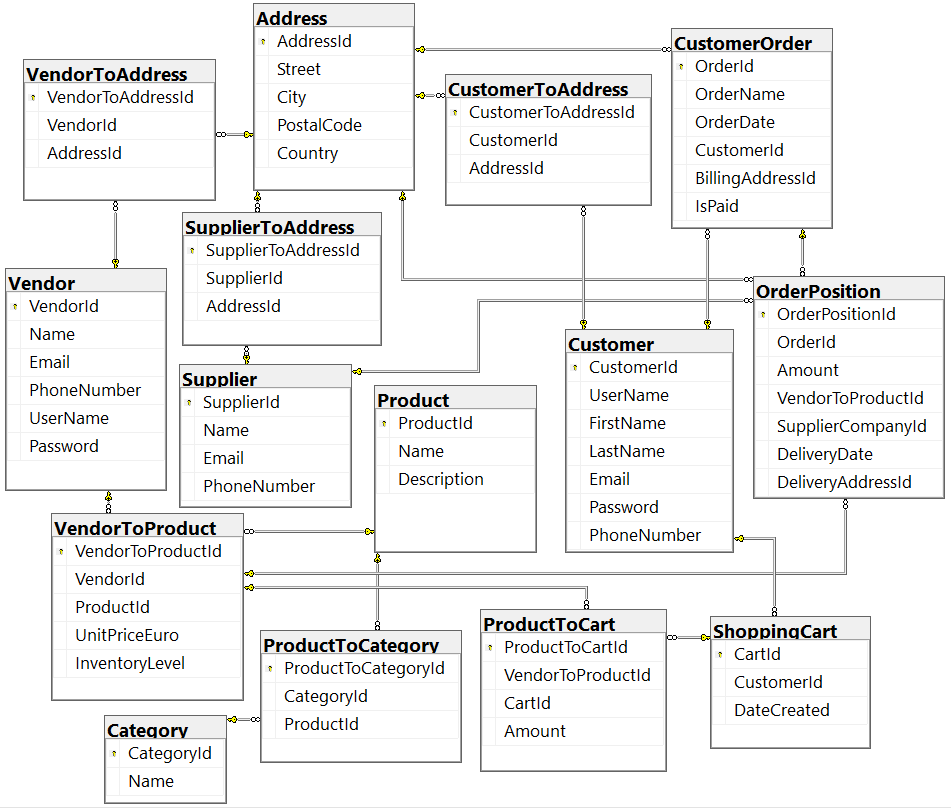 Address
AddressId
Street
City
PostalCode
Country
CustomerOrder
OrderId
OrderName
OrderDate
CustomerId
BillingAddressId
IsPaid
VendorToAddress
VendorToAddressId
VendorId
AddressId
CustomerToAddress
CustomerToAddressId
CustomerId
AddressId
SupplierToAddress
SupplierToAddressId
SupplierId
AddressId
Vendor
VendorId
Name
Email
PhoneNumber
UserName
Password
OrderPosition
OrderPositionId
OrderId
Amount
VendorToProductId
SupplierCompanyId
DeliveryDate
DeliveryAddressId
Customer
CustomerId
UserName
FirstName
LastName
Email
Password
PhoneNumber
Supplier
SupplierId
Name
Email
PhoneNumber
Product
ProductId
Name
Description
VendorToProduct
VendorToProductId
VendorId
ProductId
UnitPriceEuro
InventoryLevel
ProductToCart
ProductToCartId
VendorToProductId
CartId
Amount
ShoppingCart
CartId
CustomerId
DateCreated
ProductToCategory
ProductToCategoryId
CategoryId
ProductId
Category
CategoryId
Name